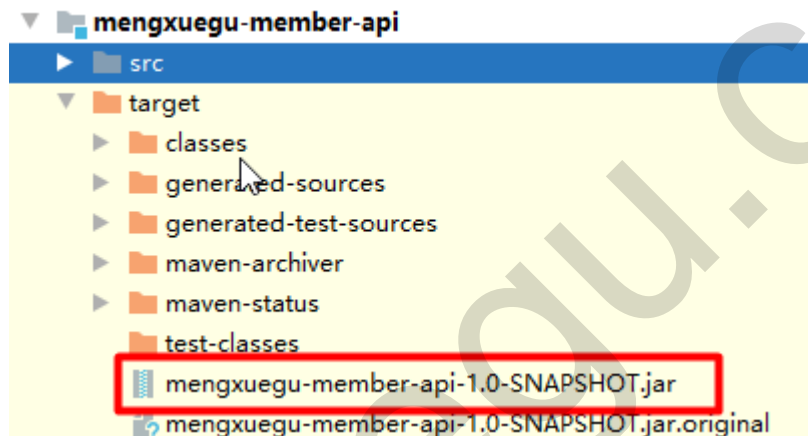 mengxuegu-member-api
src
target
classes
generated-sources
generated-test-sources
maven-archiver
maven-status
test-classes
mengxuegu-member-api-1.0-SNAPSHOT.jar
mengxuegu-member-api-1.0-SNAPSHOT.jar.original